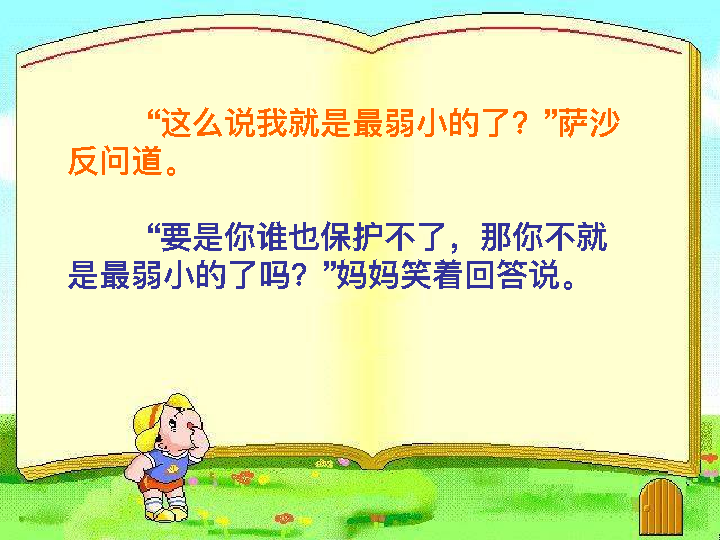 “这么说我就是最弱小的了？”萨沙
反问道。
“要是你谁也保护不了，那你不就
是最弱小的了吗？”妈妈笑着回答说。